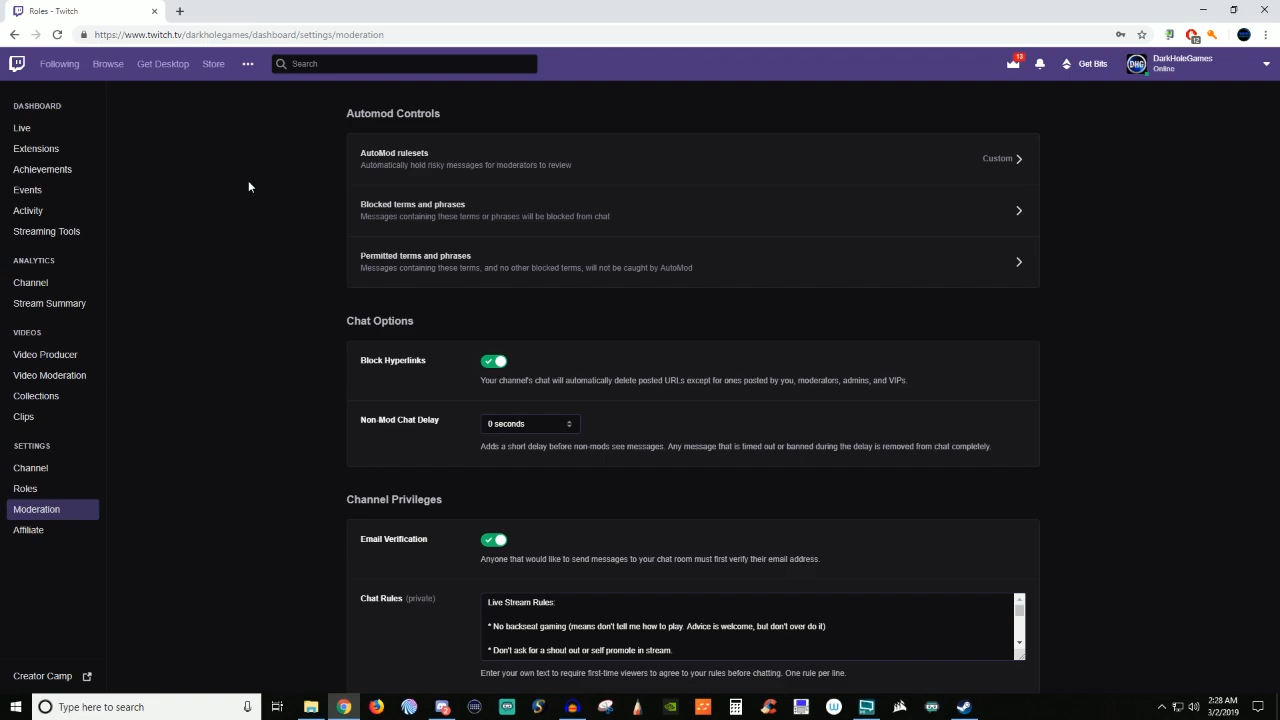 Roles - Twitch
https://www.twitch.tv/darkholegames/dashboard/settings/moderation
12
Following
Browse
Get Desktop
Store
Search
13
Get Bits
DHG
DarkHoleGames
Online
DASHBOARD
Live
Extensions
Achievements
Events
Activity
Streaming Tools
ANALYTICS
Channel
Stream Summary
VIDEOS
Video Producer
Video Moderation
Collections
Clips
SETTINGS
Channel
Roles
Moderation
Affiliate
Creator Camp
Automod Controls
AutoMod rulesets
Automatically hold risky messages for moderators to review
Custom
Blocked terms and phrases
Messages containing these terms or phrases will be blocked from chat
Permitted terms and phrases
Messages containing these terms, and no other blocked terms, will not be caught by AutoMod
Chat Options
Block Hyperlinks
Your channel's chat will automatically delete posted URLs except for ones posted by you, moderators, admins, and VIPs.
Non-Mod Chat Delay
0 seconds
Adds a short delay before non-mods see messages. Any message that is timed out or banned during the delay is removed from chat completely.
Channel Privileges
Email Verification
Anyone that would like to send messages to your chat room must first verify their email address.
Chat Rules (private)
Live Stream Rules:
* No backseat gaming (means don't tell me how to play. Advice is welcome, but don't over do it)
* Don't ask for a shout out or self promote in stream.
Enter your own text to require first-time viewers to agree to your rules before chatting. One rule per line.
Type here to search
2:28 AM
3/2/2019